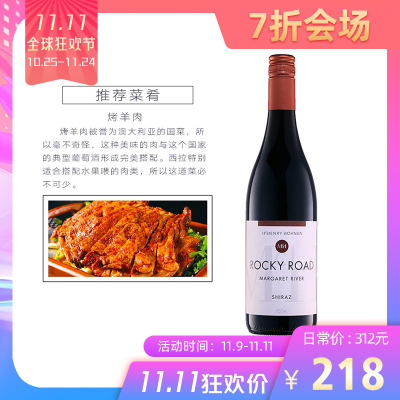 11.11
全球狂欢节
10.25-11.24
7折会场
推荐菜肴
烤羊肉
烤羊肉被誉为澳大利亚的国菜，所
以毫不奇怪，这种美味的肉与这个国家
的典型葡萄酒形成完美搭配。西拉特别
适合搭配水果喂的肉类，所以这道菜必
不可少。
MCHENRY HOHNEN
ROCKY ROAD
MARGARET RIVER
SHIRAZ
活动时间：11.9-11.11
日常价：312元
11.11狂欢价
¥ 218